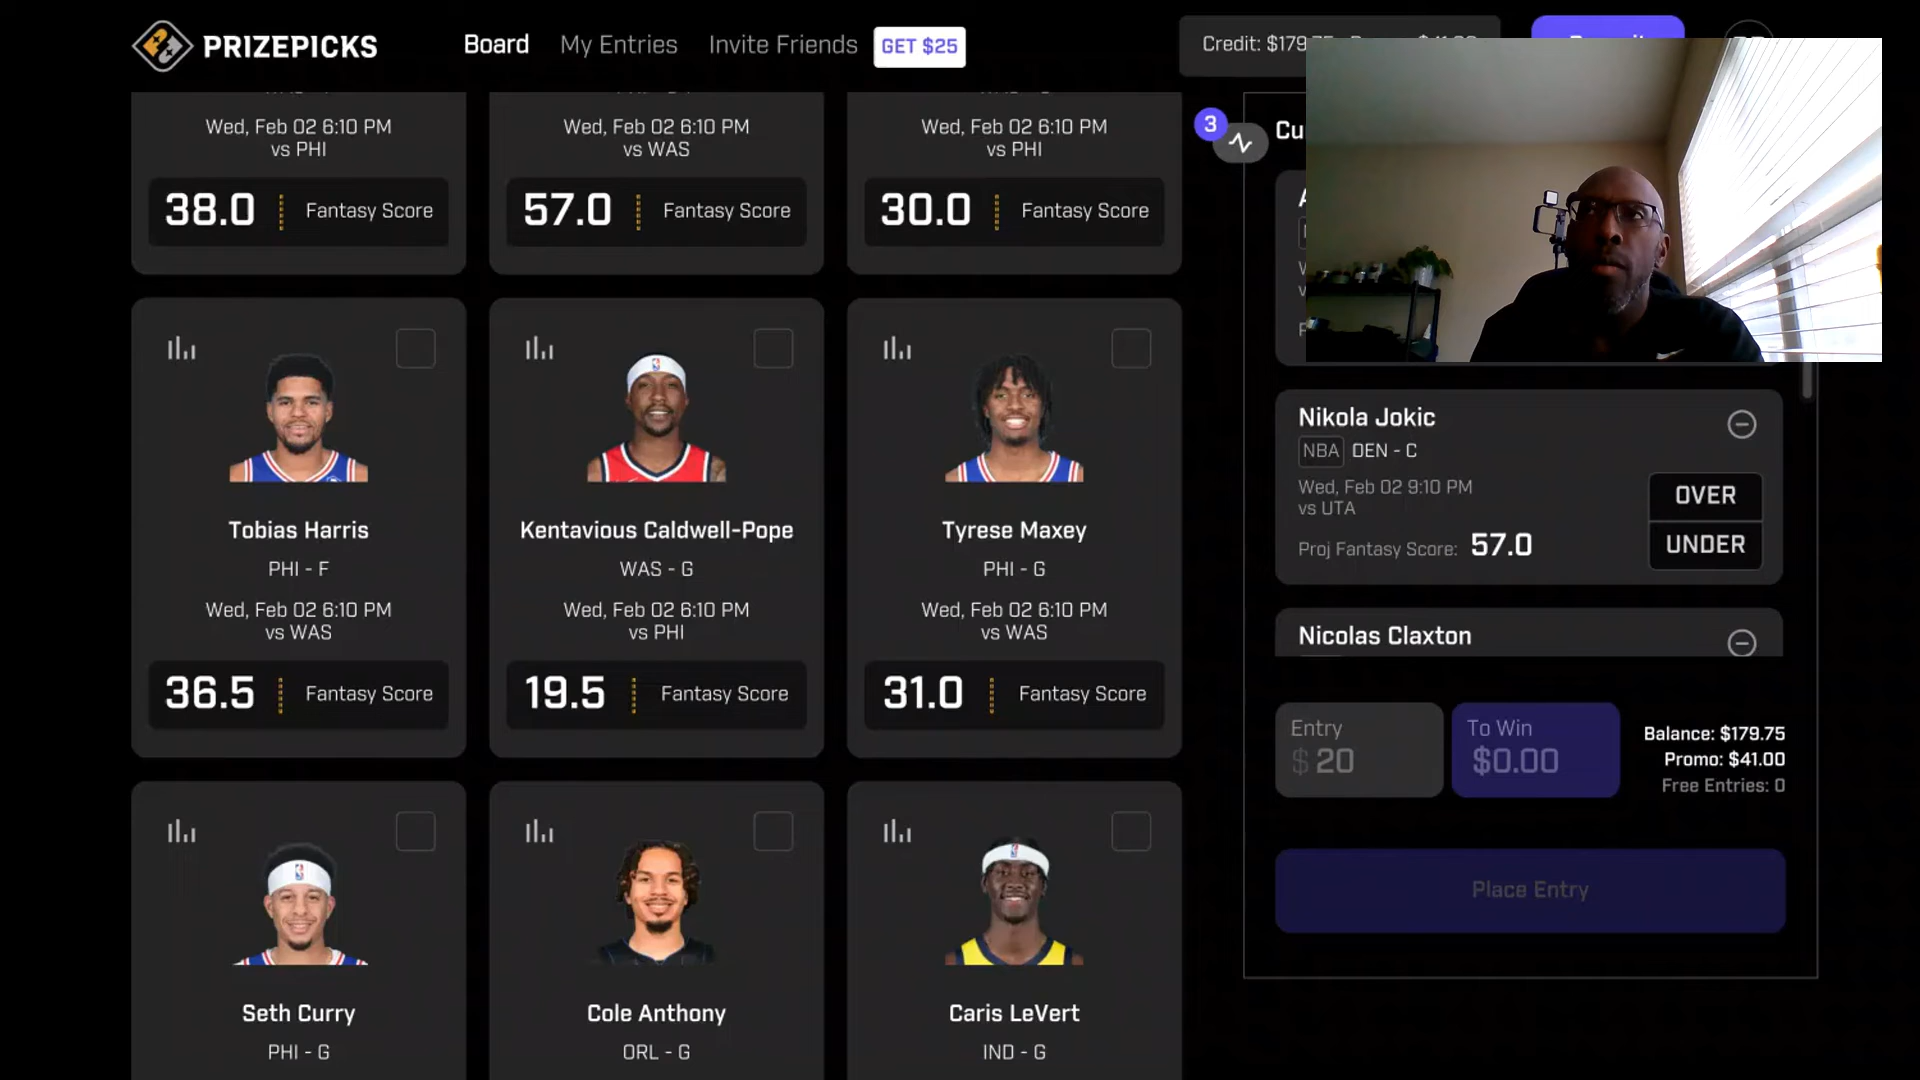 PRIZEPICKS
Board
My Entries
Invite Friends
GET $25
Credit: $179
Wed, Feb 02 6:10 PM
vs PHI
38.0
Fantasy Score
Wed, Feb 02 6:10 PM
vs WAS
57.0
Fantasy Score
Wed, Feb 02 6:10 PM
vs PHI
30.0
Fantasy Score
Tobias Harris
PHI - F
Wed, Feb 02 6:10 PM
vs WAS
36.5
Fantasy Score
Kentavious Caldwell-Pope
WAS - G
Wed, Feb 02 6:10 PM
vs PHI
19.5
Fantasy Score
Tyrese Maxey
PHI - G
Wed, Feb 02 6:10 PM
vs WAS
31.0
Fantasy Score
Seth Curry
PHI - G
Cole Anthony
ORL - G
Caris LeVert
IND - G
3
Cu
Nikola Jokic
NBA DEN - C
Wed, Feb 02 9:10 PM
vs UTA
Proj Fantasy Score: 57.0
OVER
UNDER
Nicolas Claxton
Entry
$ 20
To Win
$0.00
Balance: $179.75
Promo: $41.00
Free Entries: 0
Place Entry